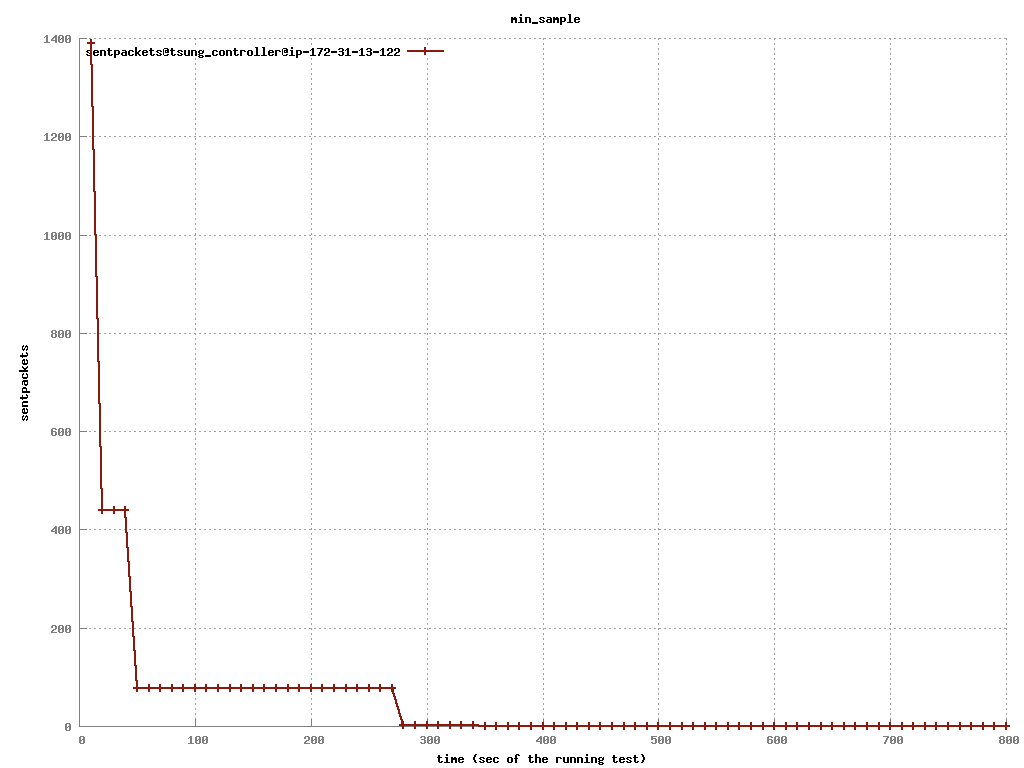 min_sample
sentpackets@tsung_controller@ip-172-31-13-122
1400
1200
1000
800
600
400
200
0
sentpackets
0 100 200 300 400 500 600 700 800
time (sec of the running test)